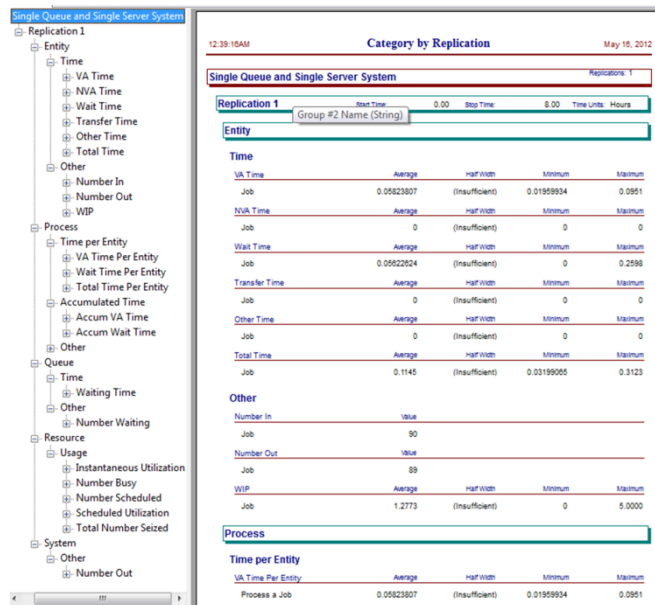 Single Queue and Single Server System
Replication 1
Entity
Time
VA Time
NVA Time
Wait Time
Transfer Time
Other Time
Total Time
Other
Number In
Number Out
WIP
Process
Time per Entity
VA Time Per Entity
Wait Time Per Entity
Total Time Per Entity
Accumulated Time
Accum VA Time
Accum Wait Time
Other
Queue
Time
Waiting Time
Other
Number Waiting
Resource
Usage
Instantaneous Utilization
Number Busy
Number Scheduled
Scheduled Utilization
Total Number Seized
System
Other
Number Out
12:39:16AM Category by Replication May 16, 2012
Single Queue and Single Server System Replications: 1
Replication 1 Start Time: 0.00 Stop Time: 8.00 Time Units: Hours
Group #2 Name (String)
Entity
Time
VA Time Average Half Width Minimum Maximum
Job 0.05823807 (Insufficient) 0.01959934 0.0951
NVA Time Average Half Width Minimum Maximum
Job 0 (Insufficient) 0 0
Wait Time Average Half Width Minimum Maximum
Job 0.05622624 (Insufficient) 0 0.2598
Transfer Time Average Half Width Minimum Maximum
Job 0 (Insufficient) 0 0
Other Time Average Half Width Minimum Maximum
Job 0 (Insufficient) 0 0
Total Time Average Half Width Minimum Maximum
Job 0.1145 (Insufficient) 0.03199065 0.3123
Other
Number In Value
Job 90
Number Out Value
Job 89
WIP Average Half Width Minimum Maximum
Job 1.2773 (Insufficient) 0 5.0000
Process
Time per Entity
VA Time Per Entity Average Half Width Minimum Maximum
Process a Job 0.05823807 (Insufficient) 0.01959934 0.0951